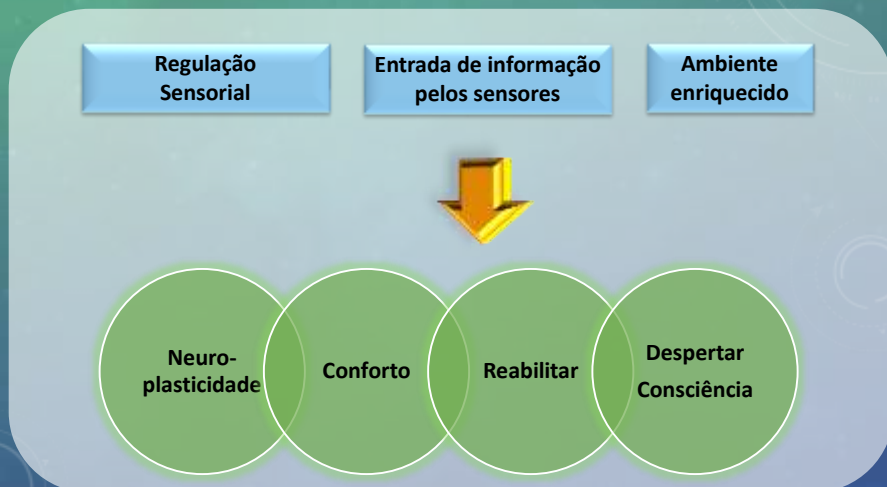 Regulação
Sensorial
Entrada de informação
pelos sensores
Ambiente
enriquecido
Neuro-
plasticidade
Conforto
Reabilitar
Despertar
Consciência